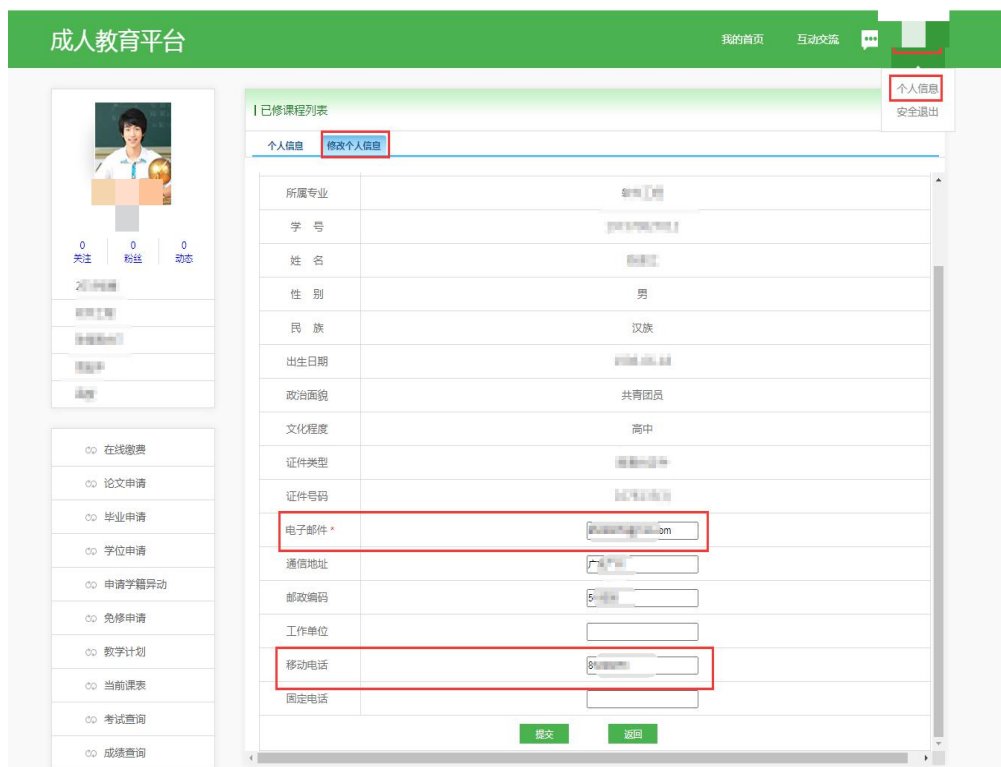 成人教育平台
我的首页 互动交流
个人信息
安全退出
0 0 0
关注 粉丝 动态
在线缴费
论文申请
毕业申请
学位申请
申请学籍异动
免修申请
教学计划
当前课表
考试查询
成绩查询
已修课程列表
个人信息 修改个人信息
所属专业
学 号
姓 名
性 别 男
民 族 汉族
出生日期
政治面貌 共青团员
文化程度 高中
证件类型
证件号码
电子邮件 *
通信地址
邮政编码
工作单位
移动电话
固定电话
提交 返回